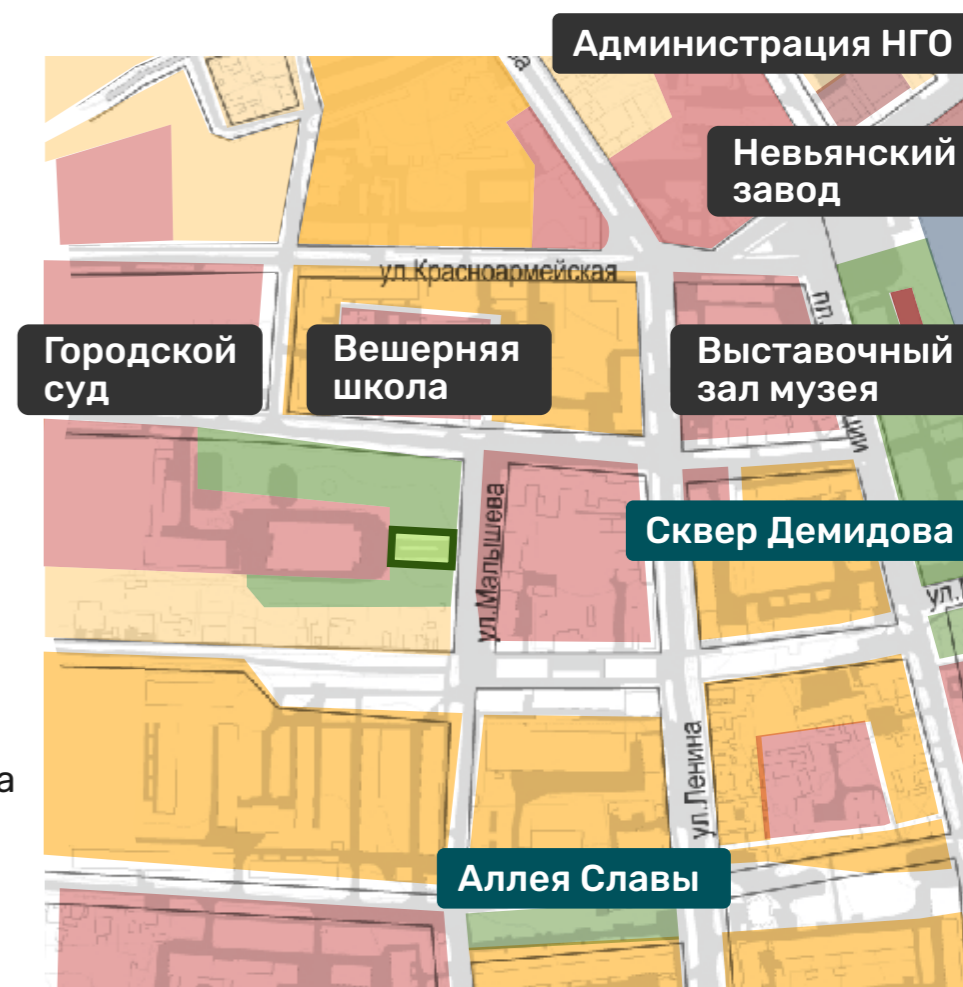 Администрация НГО
Невьянский
завод
ул.Красноармейская
Городской
суд
Вешерняя
школа
Выставочный
зал музея
ул.Малышева
Сквер Демидова
ул.Ленина
а
Аллея Славы